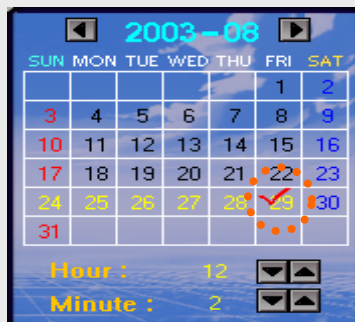 2003-08
SUN MON TUE WED THU FRI SAT
1 2
3 4 5 6 7 8 9
10 11 12 13 14 15 16
17 18 19 20 21 22 23
24 25 26 27 28 29 30
31
Hour : 12
Minute : 2